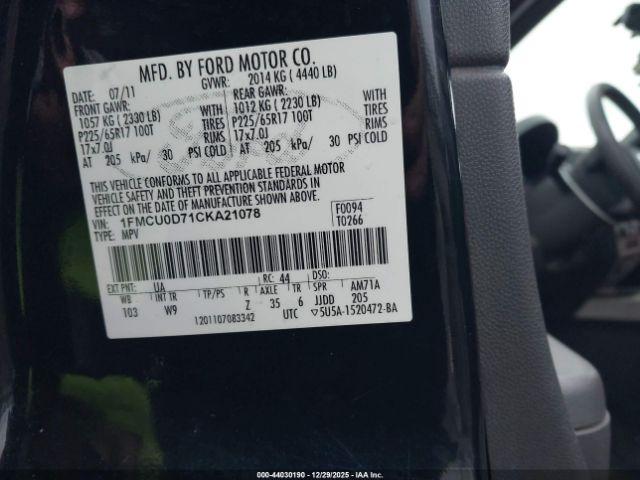 MFD. BY FORD MOTOR CO.
DATE: 07/11 GVWR: 2014 KG ( 4440 LB)
FRONT GAWR: REAR GAWR:
1057 KG ( 2330 LB) WITH 1012 KG ( 2230 LB) WITH
P225/65R17 100T TIRES P225/65R17 100T TIRES
17x7.0J RIMS 17x7.0J RIMS
AT 205 kPa/ 30 PSI COLD AT 205 kPa/ 30 PSI COLD
Ford
THIS VEHICLE CONFORMS TO ALL APPLICABLE FEDERAL MOTOR
VEHICLE SAFETY AND THEFT PREVENTION STANDARDS IN
EFFECT ON THE DATE OF MANUFACTURE SHOWN ABOVE.
VIN: 1FMCU0D71CKA21078 F0094
TYPE: MPV T0266
EXT PNT: UA RC: 44 DSO:
WB INT TR TP/PS R AXLE TR SPR AM71A
103 W9 Z 35 6 JJDD 205
1201107083342 UTC 5U5A-1520472-BA
000-44030190 - 12/29/2025 - IAAI.com